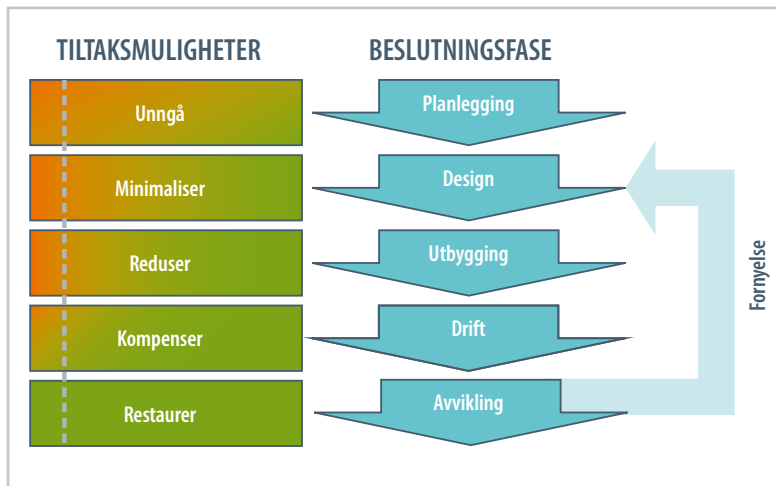 TILTAKSMULIGHETER
BESLUTNINGSFASE
Unngå
Planlegging
Minimaliser
Design
Reduser
Utbygging
Kompenser
Drift
Restaurer
Avvikling
Fornyelse